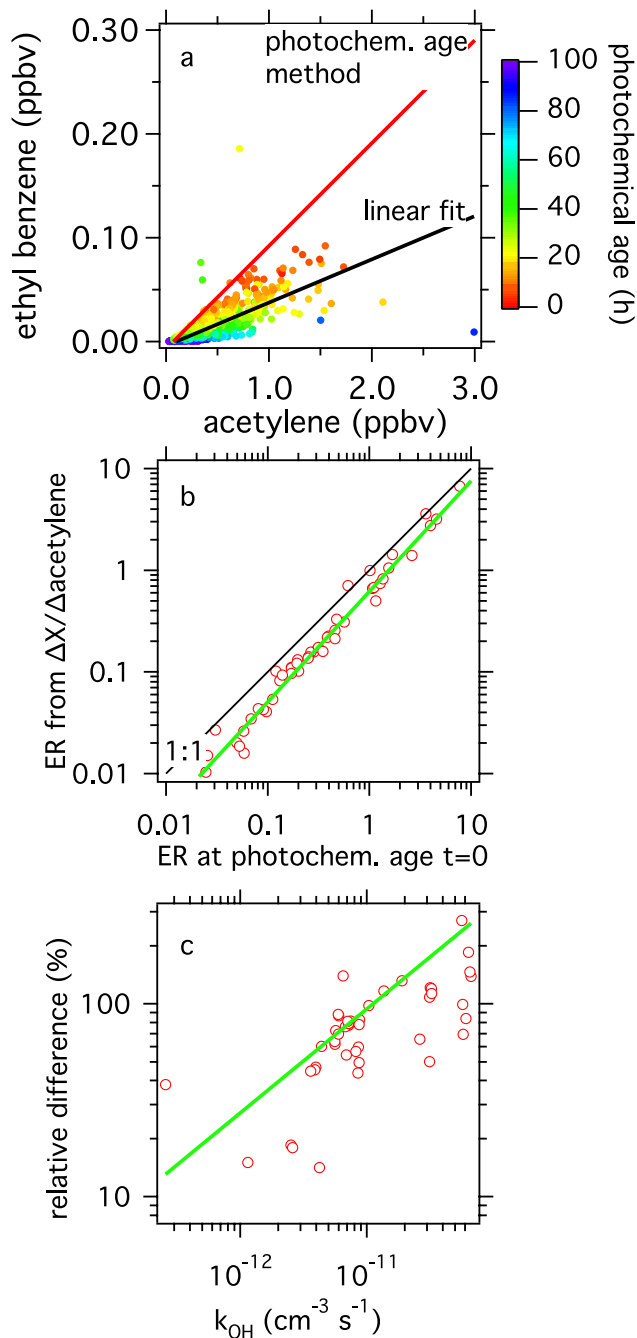 a
photochem. age
method
linear fit
ethyl benzene (ppbv)
0.30
0.20
0.10
0.00
0.0
1.0
2.0
3.0
acetylene (ppbv)
100
80
60
40
20
0
photochemical age (h)
b
1:1
ER from ΔX/Δacetylene
10
1
0.1
0.01
0.01
0.1
1
10
ER at photochem. age t=0
c
relative difference (%)
100
10
10⁻¹²
10⁻¹¹
k_OH (cm⁻³ s⁻¹)